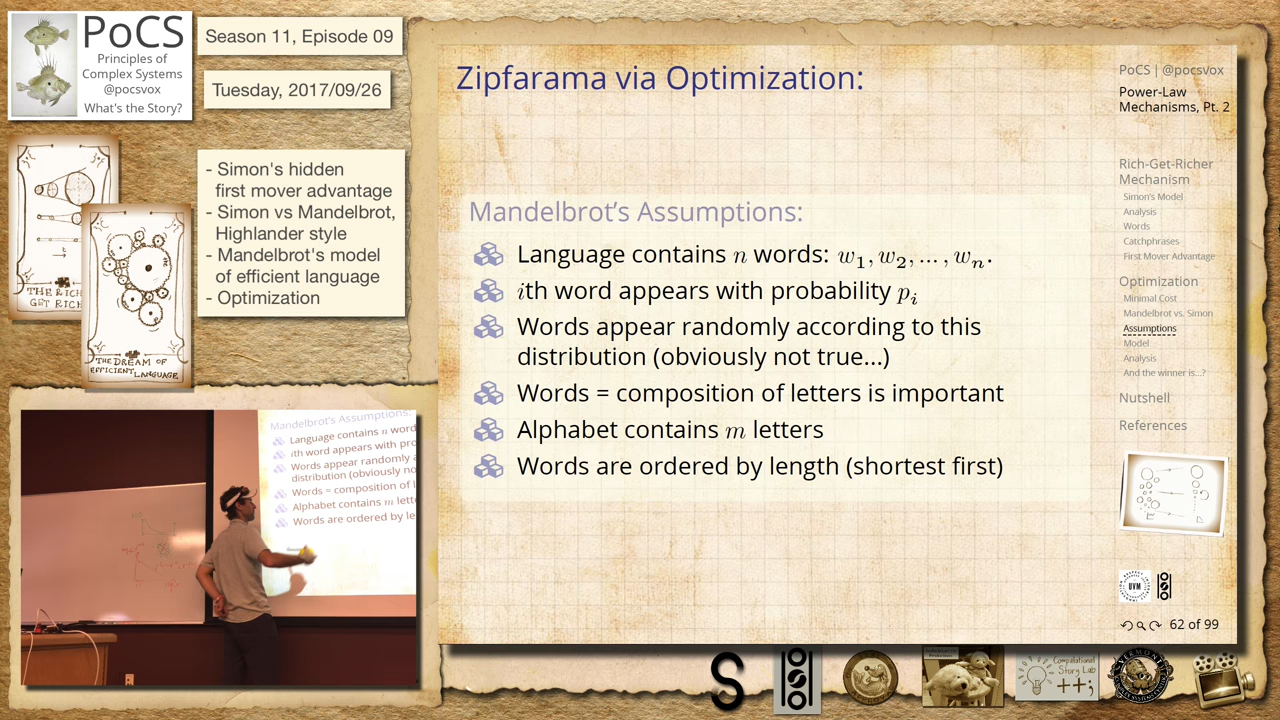 PoCS
Principles of
Complex Systems
@pocsvox
What's the Story?
Season 11, Episode 09
Tuesday, 2017/09/26
- Simon's hidden
first mover advantage
- Simon vs Mandelbrot,
Highlander style
- Mandelbrot's model
of efficient language
- Optimization
THE RICH
GET RICH
THE DREAM OF
EFFICIENT LANGUAGE
Zipfarama via Optimization:
Mandelbrot's Assumptions:
Language contains n words: w₁, w₂, …, wₙ.
ith word appears with probability pᵢ
Words appear randomly according to this
distribution (obviously not true...)
Words = composition of letters is important
Alphabet contains m letters
Words are ordered by length (shortest first)
PoCS | @pocsvox
Power-Law
Mechanisms, Pt. 2
Rich-Get-Richer
Mechanism
Simon's Model
Analysis
Words
Catchphrases
First Mover Advantage
Optimization
Minimal Cost
Mandelbrot vs. Simon
Assumptions
Model
Analysis
And the winner is...?
Nutshell
References
UVM
62 of 99
Mandelbrot's Assumptions:
Language contains n word
ith word appears with pro
Words appear randomly a
distribution (obviously no
Words = composition of l
Alphabet contains m lett
Words are ordered by le
Computational
Story Lab
++;
VERMONT